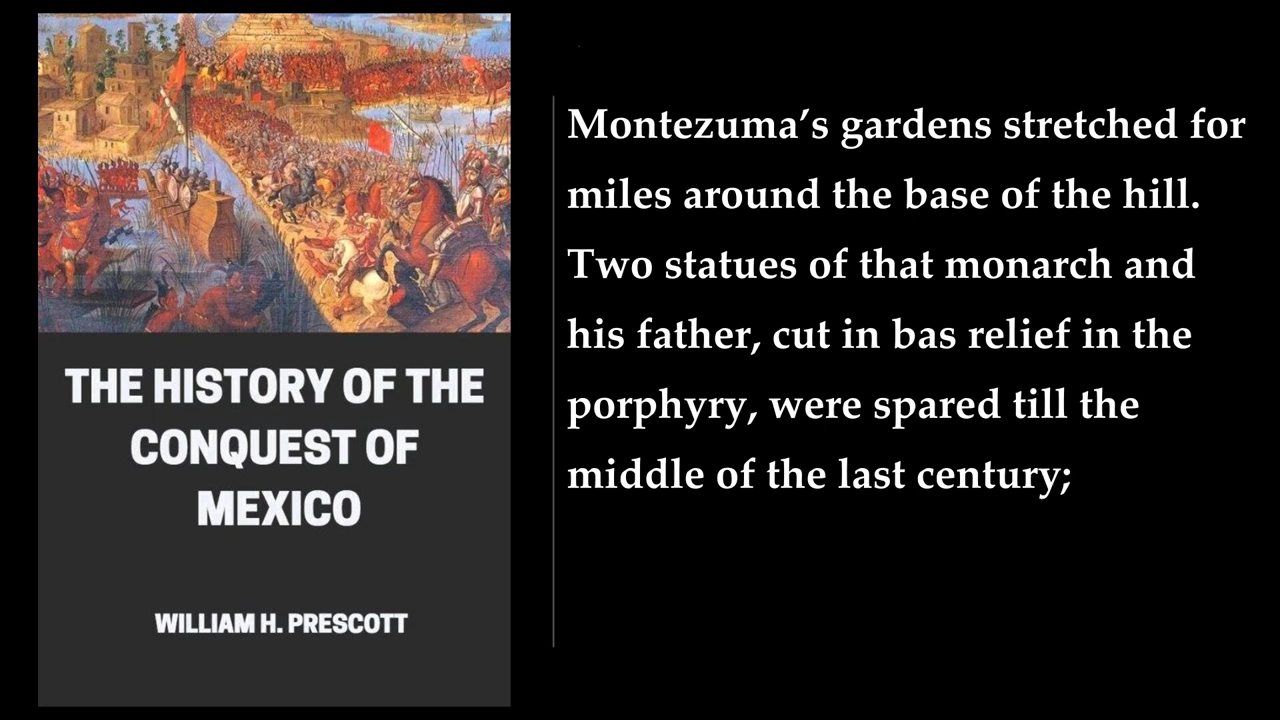 THE HISTORY OF THE
CONQUEST OF
MEXICO
WILLIAM H. PRESCOTT
Montezuma’s gardens stretched for
miles around the base of the hill.
Two statues of that monarch and
his father, cut in bas relief in the
porphyry, were spared till the
middle of the last century;